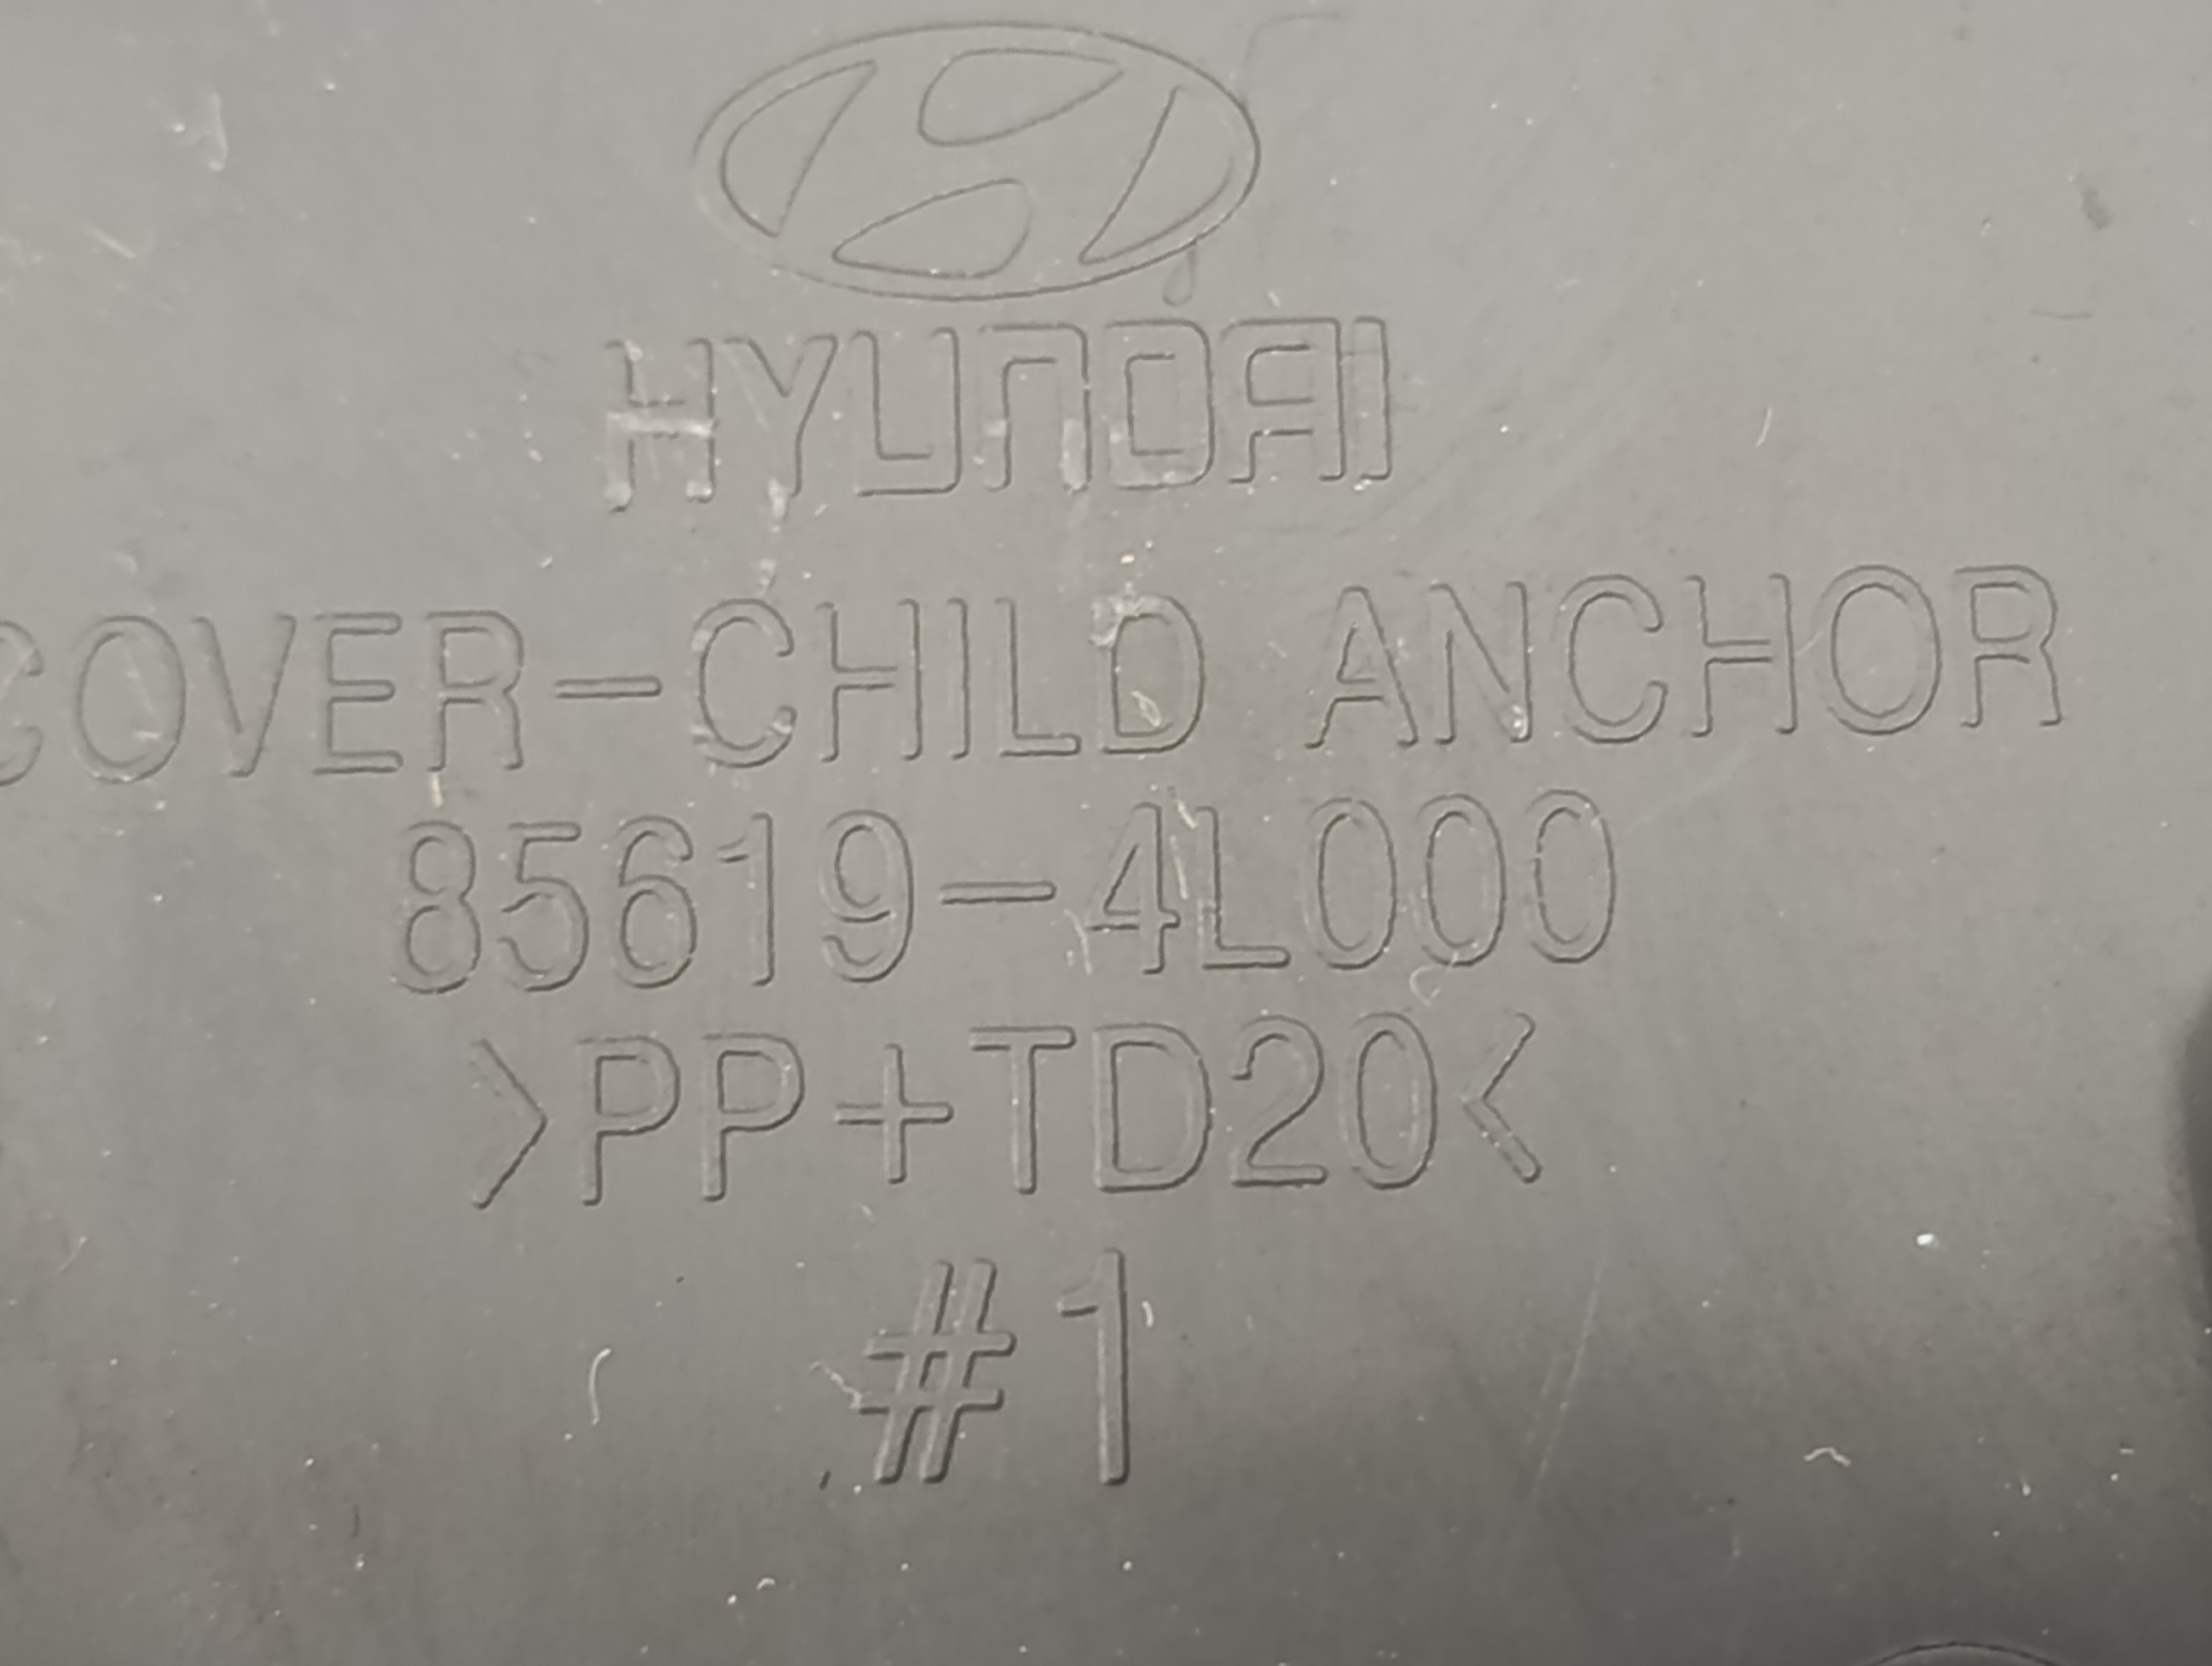 HYUNDAI
COVER-CHILD ANCHOR
85619-4L000
>PP+TD20<
#1